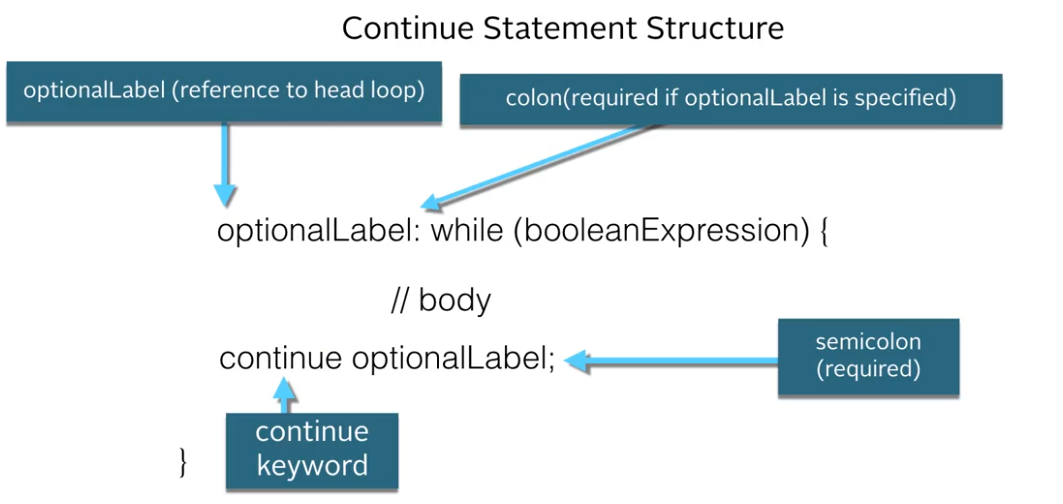 Continue Statement Structure
optionalLabel (reference to head loop)
colon(required if optionalLabel is specified)
optionalLabel: while (booleanExpression) {
// body
continue optionalLabel;
semicolon
(required)
continue
keyword
}